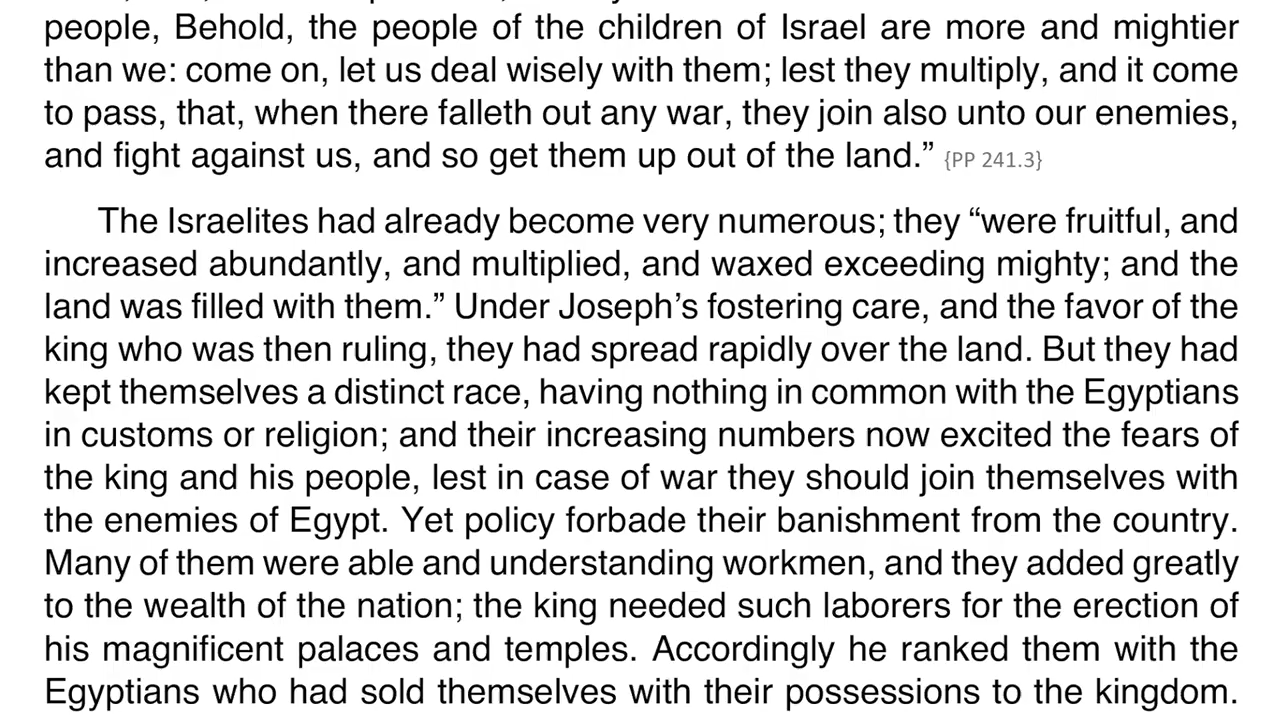 people, Behold, the people of the children of Israel are more and mightier
than we: come on, let us deal wisely with them; lest they multiply, and it come
to pass, that, when there falleth out any war, they join also unto our enemies,
and fight against us, and so get them up out of the land.” {PP 241.3}
The Israelites had already become very numerous; they “were fruitful, and
increased abundantly, and multiplied, and waxed exceeding mighty; and the
land was filled with them.” Under Joseph’s fostering care, and the favor of the
king who was then ruling, they had spread rapidly over the land. But they had
kept themselves a distinct race, having nothing in common with the Egyptians
in customs or religion; and their increasing numbers now excited the fears of
the king and his people, lest in case of war they should join themselves with
the enemies of Egypt. Yet policy forbade their banishment from the country.
Many of them were able and understanding workmen, and they added greatly
to the wealth of the nation; the king needed such laborers for the erection of
his magnificent palaces and temples. Accordingly he ranked them with the
Egyptians who had sold themselves with their possessions to the kingdom.